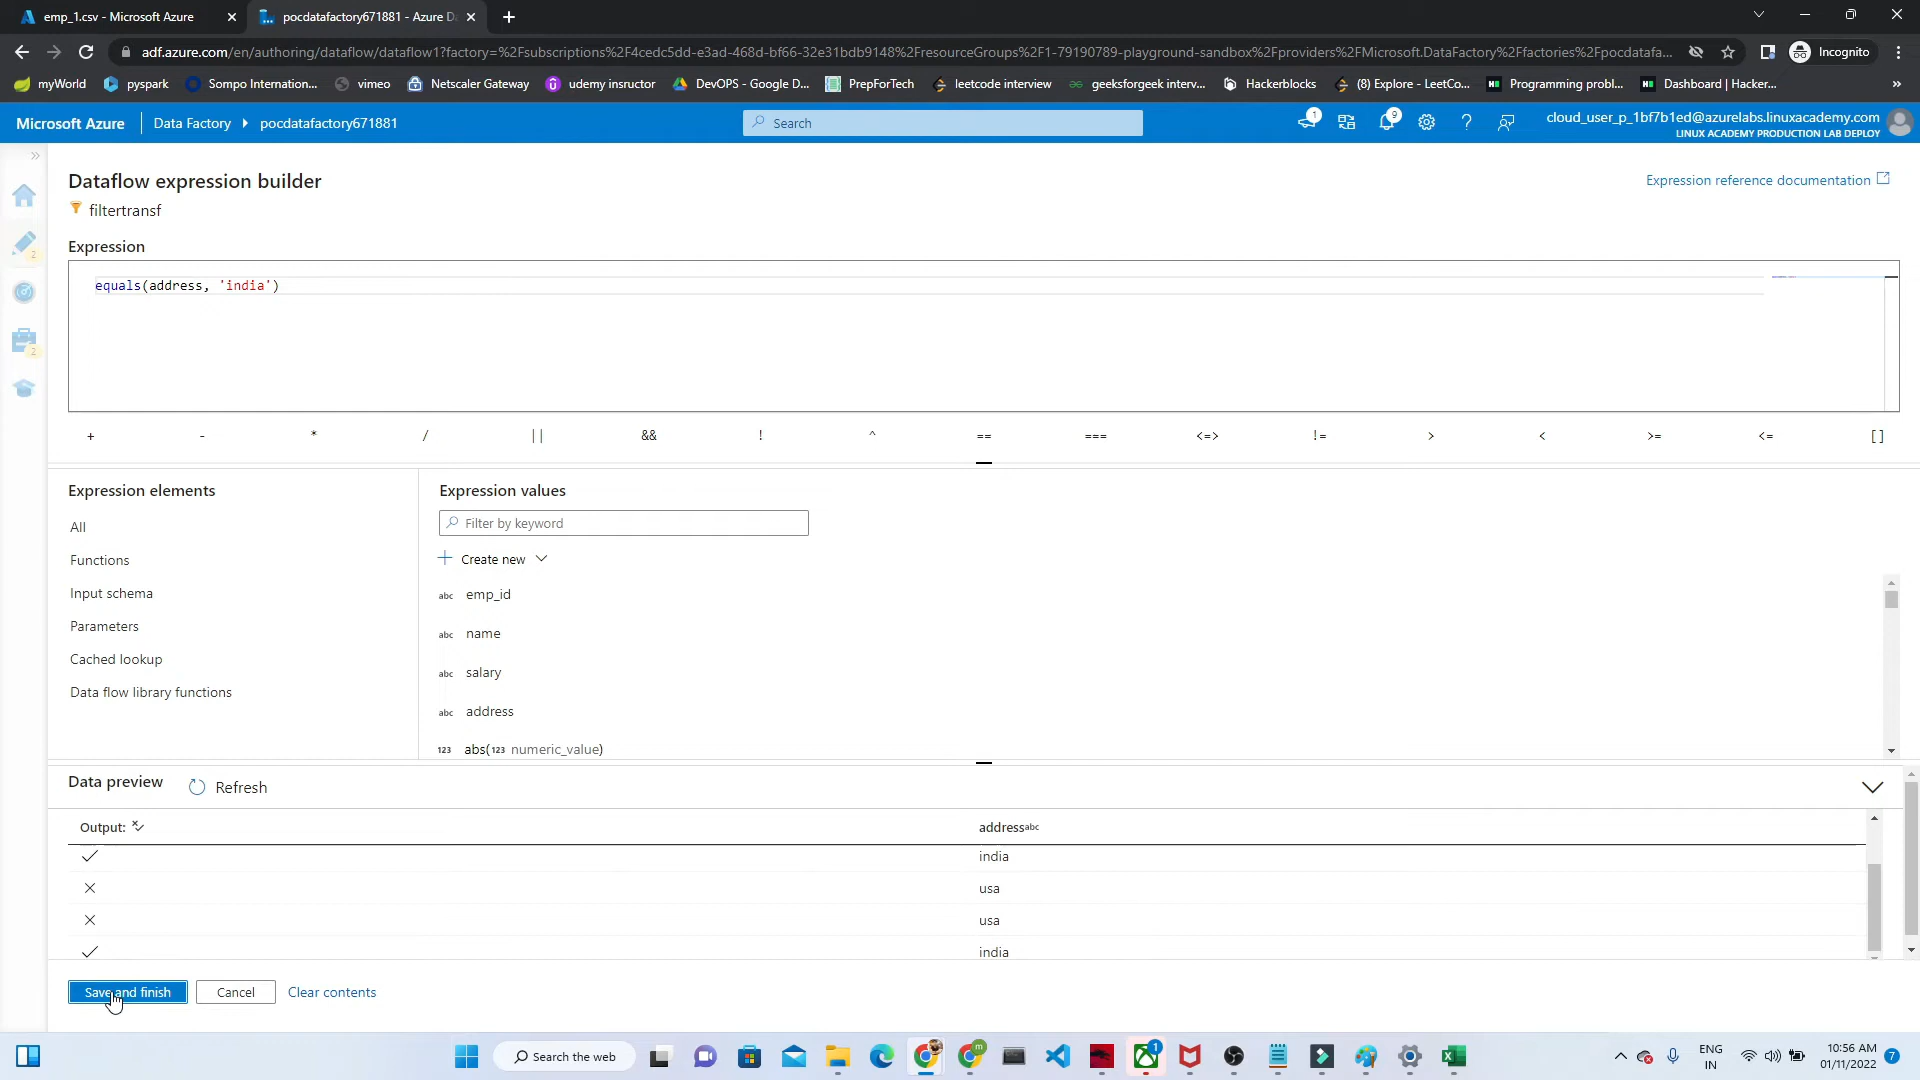 emp_1.csv - Microsoft Azure
pocdatafactory671881 - Azure Da
adf.azure.com/en/authoring/dataflow/dataflow1?factory=%2Fsubscriptions%2F4cedc5dd-e3ad-468d-bf66-32e31bdb9148%2FresourceGroups%2F1-79190789-playground-sandbox%2Fproviders%2FMicrosoft.DataFactory%2Ffactories%2Fpocdatafa...
Incognito
myWorld
pyspark
Sompo Internation...
vimeo
Netscaler Gateway
udemy insructor
DevOPS - Google D...
PrepForTech
leetcode interview
geeksforgeek interv...
Hackerblocks
(8) Explore - LeetCo...
Programming probl...
Dashboard | Hacker...
»
Microsoft Azure
Data Factory
pocdatafactory671881
Search
1
9
cloud_user_p_1bf7b1ed@azurelabs.linuxacademy.com
LINUX ACADEMY PRODUCTION LAB DEPLOY
Dataflow expression builder
Expression reference documentation
filtertransf
Expression
equals(address, 'india')
+ - * / || && ! ^ == === <=> != > < >= <= []
2
2
Expression elements
All
Functions
Input schema
Parameters
Cached lookup
Data flow library functions
Expression values
Filter by keyword
Create new
abc emp_id
abc name
abc salary
abc address
123 abs(123 numeric_value)
Data preview
Refresh
Output:
addressabc
india
usa
usa
india
Save and finish
Cancel
Clear contents
Search the web
1
ENG
IN
10:56 AM
01/11/2022
7